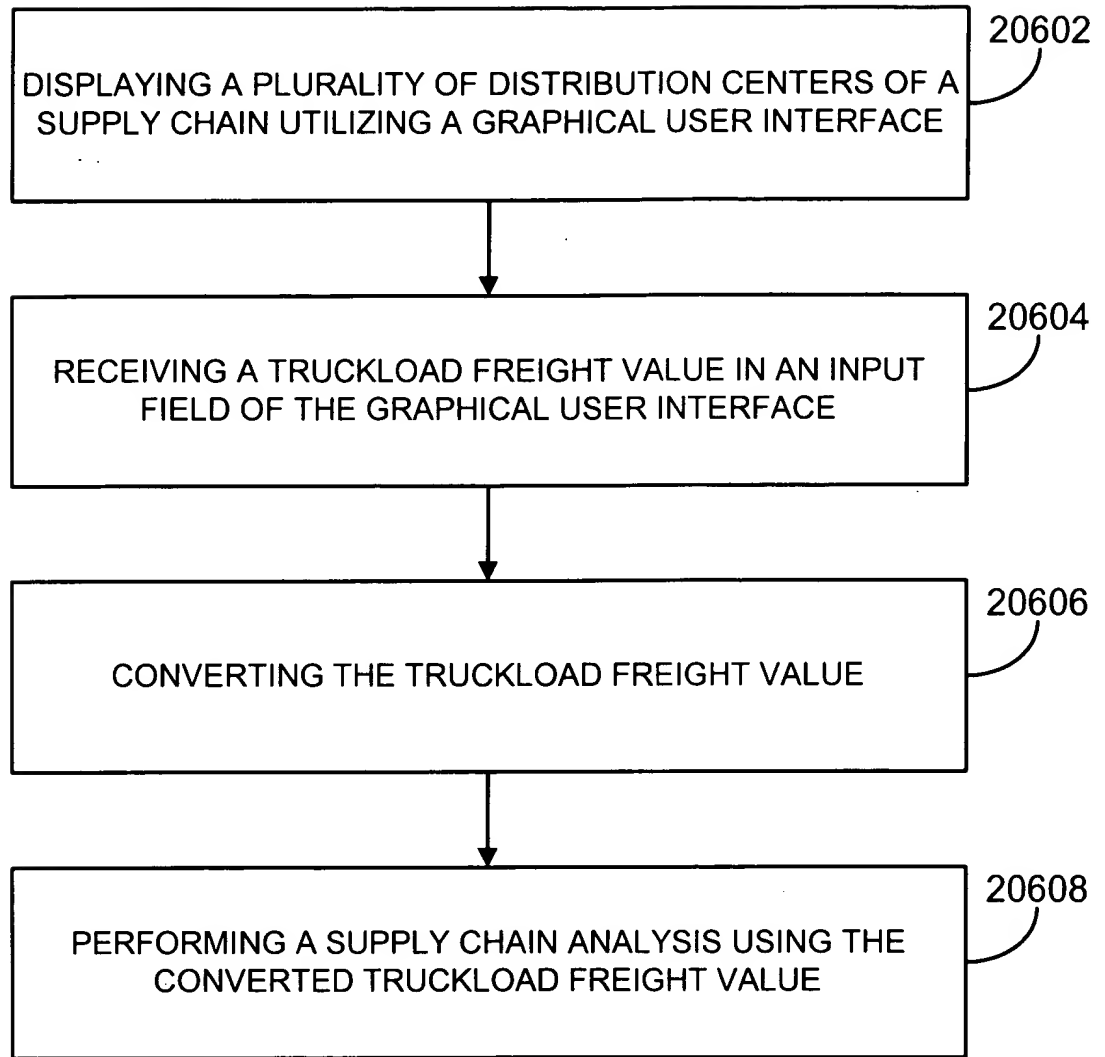 20602
DISPLAYING A PLURALITY OF DISTRIBUTION CENTERS OF A
SUPPLY CHAIN UTILIZING A GRAPHICAL USER INTERFACE
20604
RECEIVING A TRUCKLOAD FREIGHT VALUE IN AN INPUT
FIELD OF THE GRAPHICAL USER INTERFACE
20606
CONVERTING THE TRUCKLOAD FREIGHT VALUE
20608
PERFORMING A SUPPLY CHAIN ANALYSIS USING THE
CONVERTED TRUCKLOAD FREIGHT VALUE